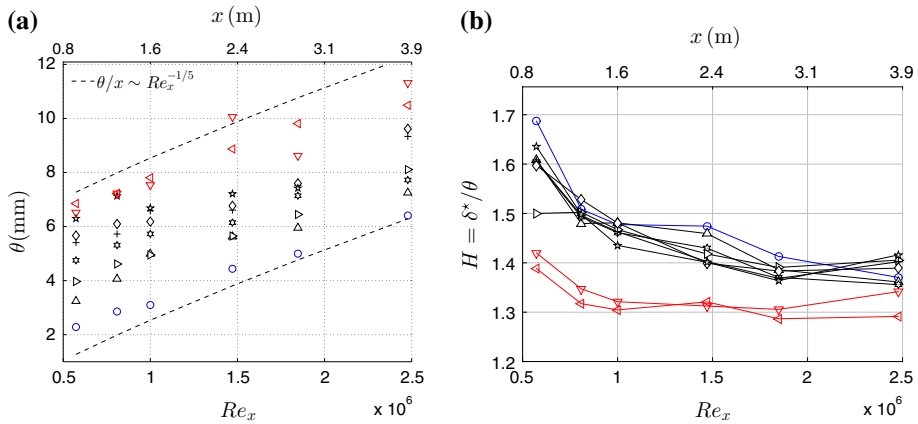 (a)
x (m)
0.8 1.6 2.4 3.1 3.9
12
10
8
6
4
2
θ(mm)
θ/x ∼ Re_x^{-1/5}
0.5 1 1.5 2 2.5
Re_x
x 10^6
(b)
x (m)
0.8 1.6 2.4 3.1 3.9
1.7
1.6
1.5
1.4
1.3
1.2
H = δ*/θ
0.5 1 1.5 2 2.5
Re_x
x 10^6